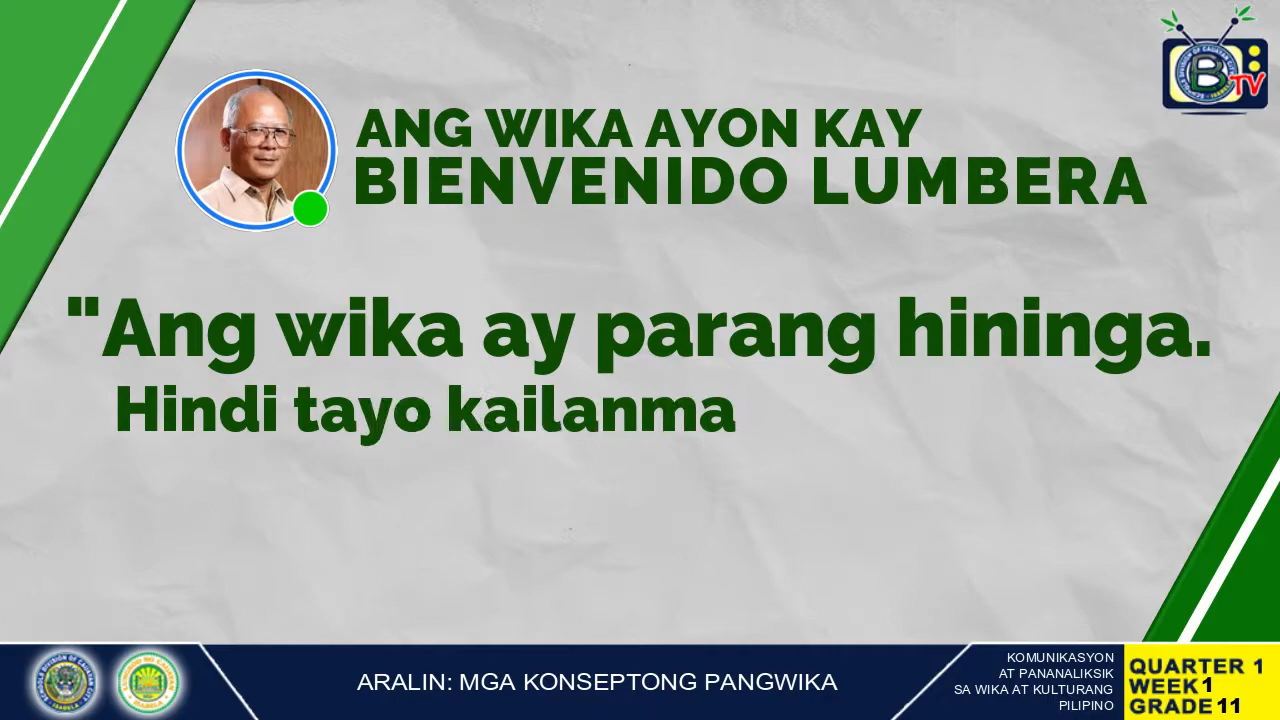 B
TV
ANG WIKA AYON KAY
BIENVENIDO LUMBERA
"Ang wika ay parang hininga.
Hindi tayo kailanma
ARALIN: MGA KONSEPTONG PANGWIKA
KOMUNIKASYON
AT PANANALIKSIK
SA WIKA AT KULTURANG
PILIPINO
QUARTER 1
WEEK 1
GRADE 11